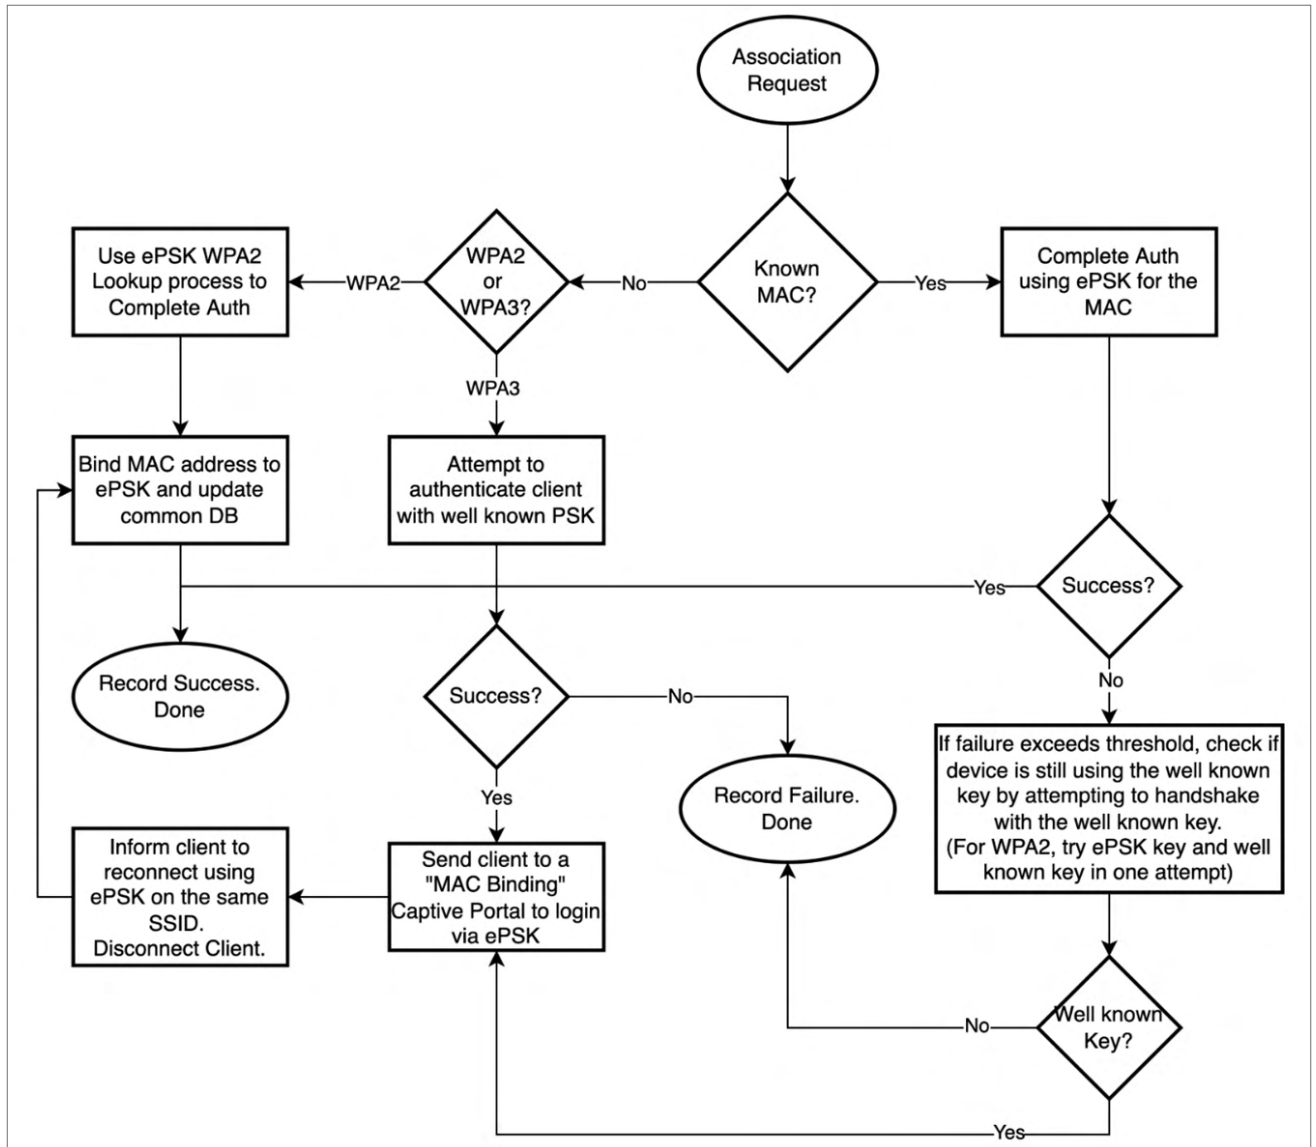 Association
Request
Known
MAC?
No
Yes
WPA2
or
WPA3?
WPA2
WPA3
Use ePSK WPA2
Lookup process to
Complete Auth
Complete Auth
using ePSK for the
MAC
Bind MAC address to
ePSK and update
common DB
Attempt to
authenticate client
with well known PSK
Success?
Yes
No
Record Success.
Done
Success?
No
Yes
Record Failure.
Done
If failure exceeds threshold, check if
device is still using the well known
key by attempting to handshake
with the well known key.
(For WPA2, try ePSK key and well
known key in one attempt)
Inform client to
reconnect using
ePSK on the same
SSID.
Disconnect Client.
Send client to a
"MAC Binding"
Captive Portal to login
via ePSK
Well known
Key?
No
Yes